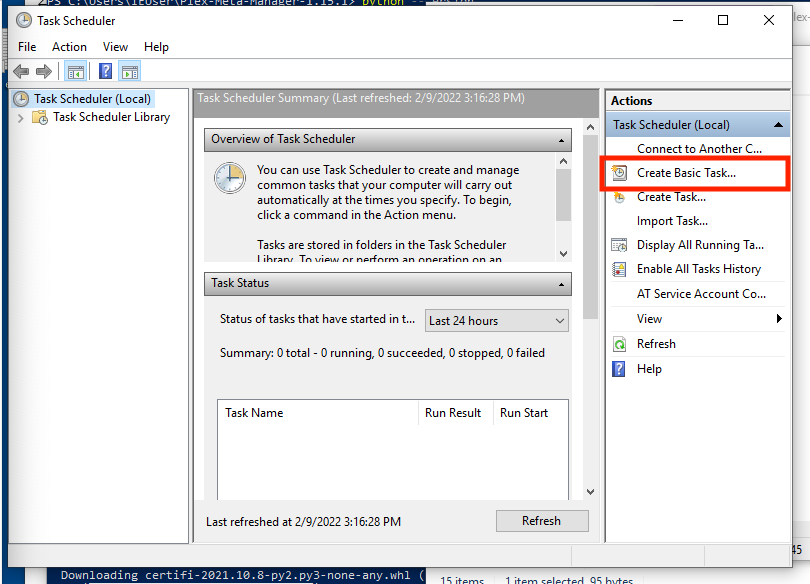 PS C:\Users\IEUser\Plex-Meta-Manager-1.15.1> python --
Task Scheduler
File Action View Help
Task Scheduler (Local)
Task Scheduler Library
Task Scheduler Summary (Last refreshed: 2/9/2022 3:16:28 PM)
Overview of Task Scheduler
You can use Task Scheduler to create and manage
common tasks that your computer will carry out
automatically at the times you specify. To begin,
click a command in the Action menu.
Tasks are stored in folders in the Task Scheduler
Library. To view or perform an operation on an
Task Status
Status of tasks that have started in t...
Last 24 hours
Summary: 0 total - 0 running, 0 succeeded, 0 stopped, 0 failed
Task Name Run Result Run Start
Last refreshed at 2/9/2022 3:16:28 PM
Refresh
Actions
Task Scheduler (Local)
Connect to Another C...
Create Basic Task...
Create Task...
Import Task...
Display All Running Ta...
Enable All Tasks History
AT Service Account Co...
View
Refresh
Help
45
Downloading certifi-2021.10.8-py2.py3-none-any.whl (
15 items 1 item selected, 95 bytes